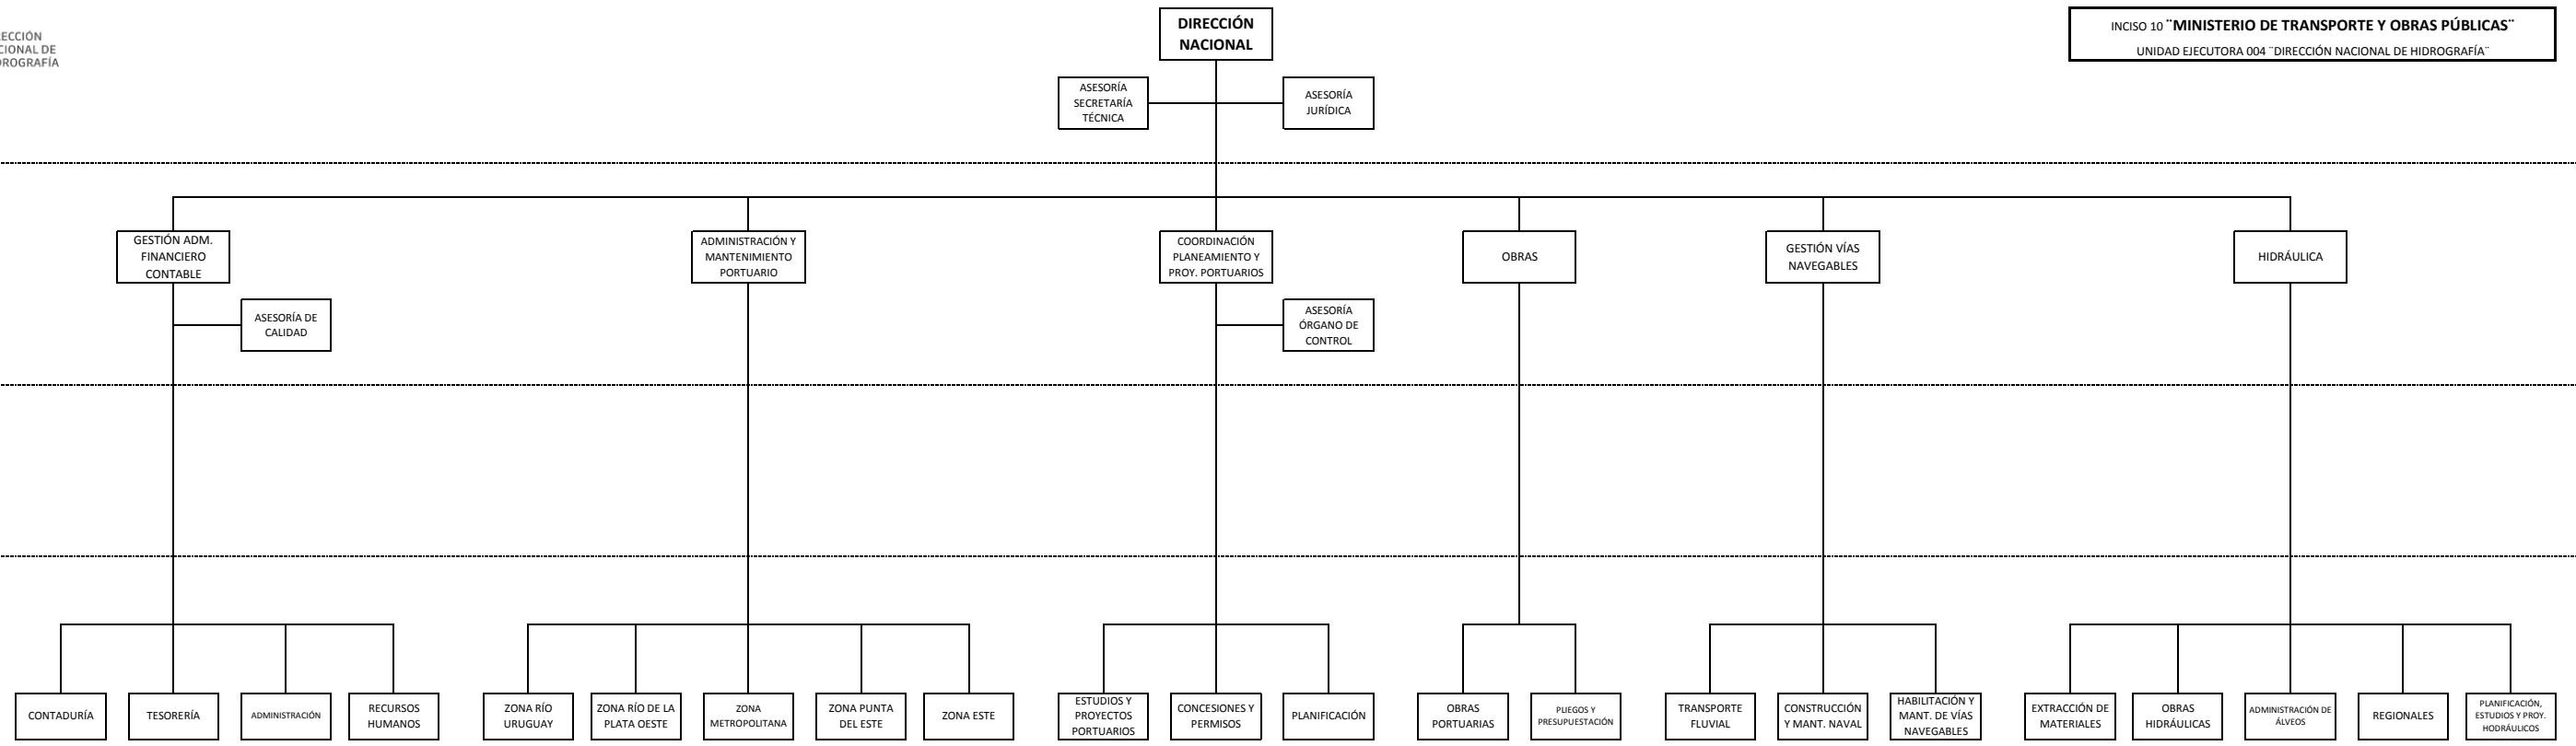 DIRECCIÓN
NACIONAL
INCISO 10 ¨MINISTERIO DE TRANSPORTE Y OBRAS PÚBLICAS¨
UNIDAD EJECUTORA 004 ¨DIRECCIÓN NACIONAL DE HIDROGRAFÍA¨
RECCIÓN
CIONAL DE
DROGRAFÍA
ASESORÍA
SECRETARÍA
TÉCNICA
ASESORÍA
JURÍDICA
GESTIÓN ADM.
FINANCIERO
CONTABLE
ADMINISTRACIÓN Y
MANTENIMIENTO
PORTUARIO
COORDINACIÓN
PLANEAMIENTO Y
PROY. PORTUARIOS
OBRAS
GESTIÓN VÍAS
NAVEGABLES
HIDRÁULICA
ASESORÍA DE
CALIDAD
ASESORÍA
ÓRGANO DE
CONTROL
CONTADURÍA
TESORERÍA
ADMINISTRACIÓN
RECURSOS
HUMANOS
ZONA RÍO
URUGUAY
ZONA RÍO DE LA
PLATA OESTE
ZONA
METROPOLITANA
ZONA PUNTA
DEL ESTE
ZONA ESTE
ESTUDIOS Y
PROYECTOS
PORTUARIOS
CONCESIONES Y
PERMISOS
PLANIFICACIÓN
OBRAS
PORTUARIAS
PLIEGOS Y
PRESUPUESTACIÓN
TRANSPORTE
FLUVIAL
CONSTRUCCIÓN
Y MANT. NAVAL
HABILITACIÓN Y
MANT. DE VÍAS
NAVEGABLES
EXTRACCIÓN DE
MATERIALES
OBRAS
HIDRÁULICAS
ADMINISTRACIÓN DE
ÁLVEOS
REGIONALES
PLANIFICACIÓN,
ESTUDIOS Y PROY.
HODRÁULICOS